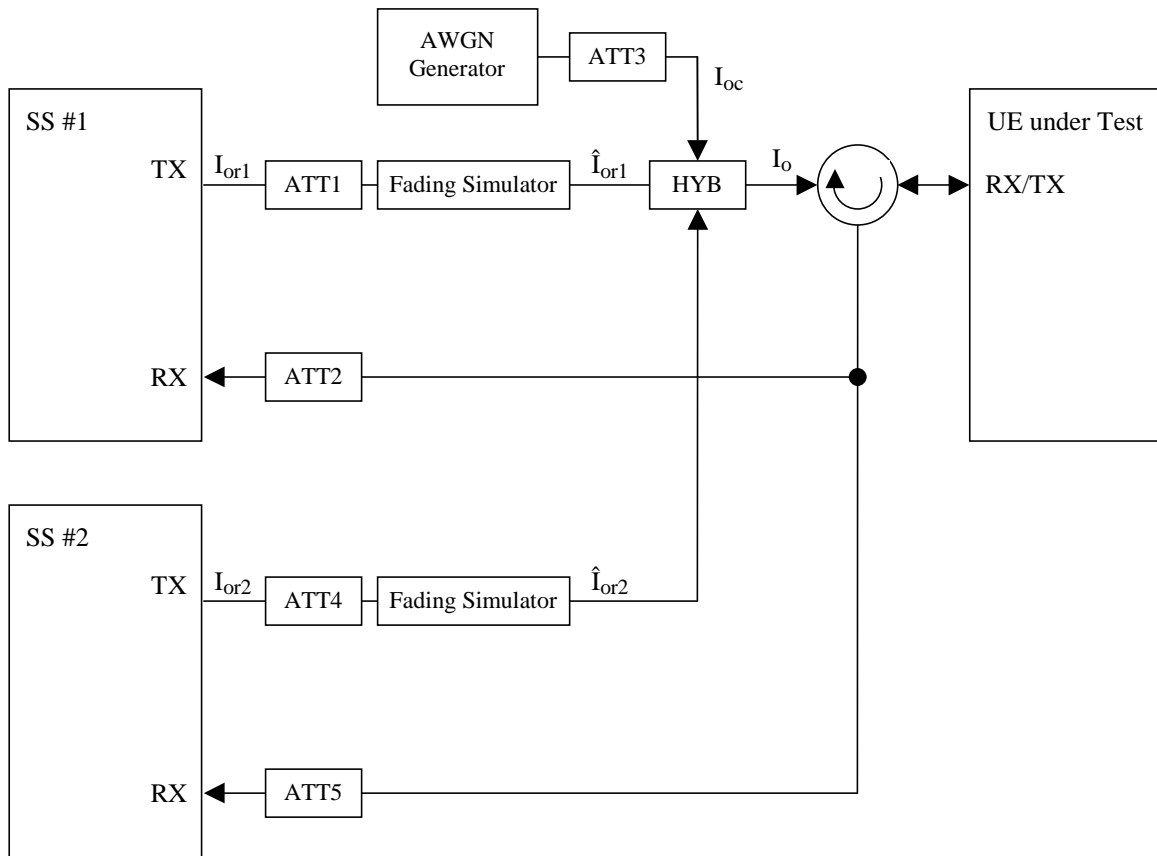 AWGN
Generator
ATT3
I_oc
SS #1
UE under Test
TX
I_or1
ATT1
Fading Simulator
Î_or1
HYB
I_o
RX/TX
RX
ATT2
SS #2
TX
I_or2
ATT4
Fading Simulator
Î_or2
RX
ATT5